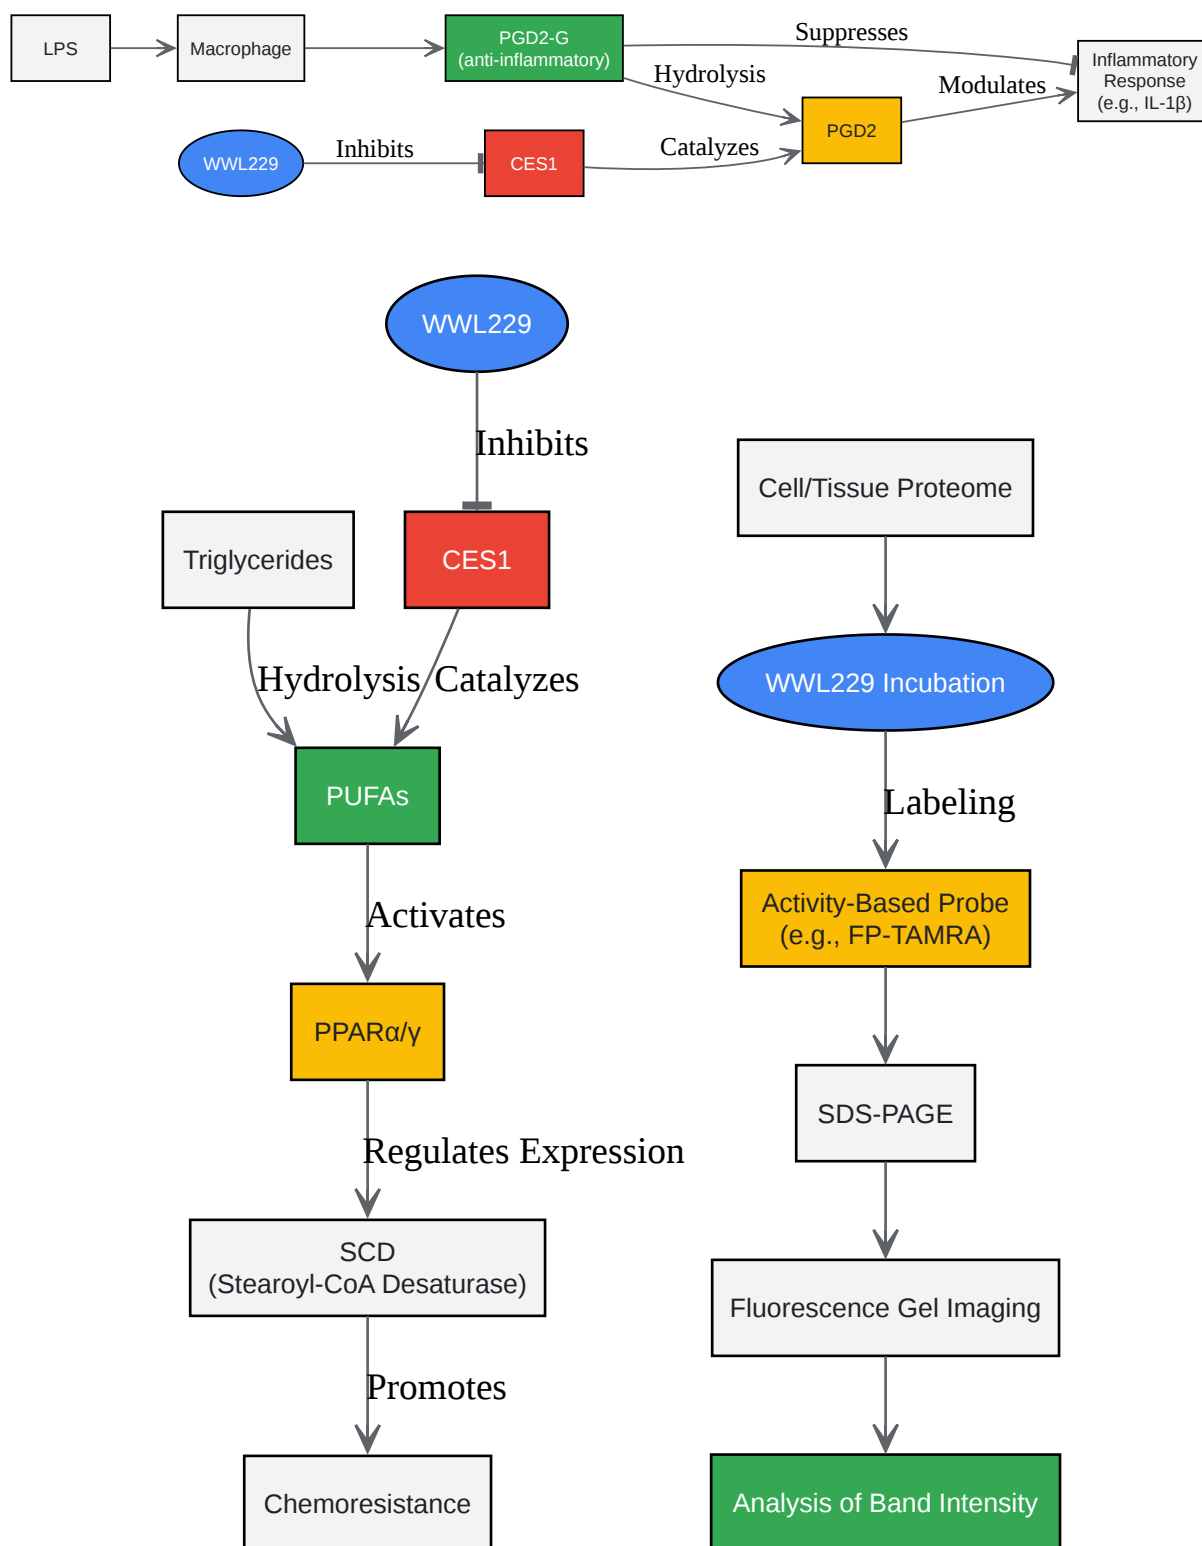 LPS
Macrophage
PGD2-G
(anti-inflammatory)
Suppresses
Hydrolysis
PGD2
Modulates
Inflammatory
Response
(e.g., IL-1β)
WWL229
Inhibits
CES1
Catalyzes
WWL229
Inhibits
Triglycerides
CES1
Hydrolysis
Catalyzes
PUFAs
Activates
PPARα/γ
Regulates Expression
SCD
(Stearoyl-CoA Desaturase)
Promotes
Chemoresistance
Cell/Tissue Proteome
WWL229 Incubation
Labeling
Activity-Based Probe
(e.g., FP-TAMRA)
SDS-PAGE
Fluorescence Gel Imaging
Analysis of Band Intensity